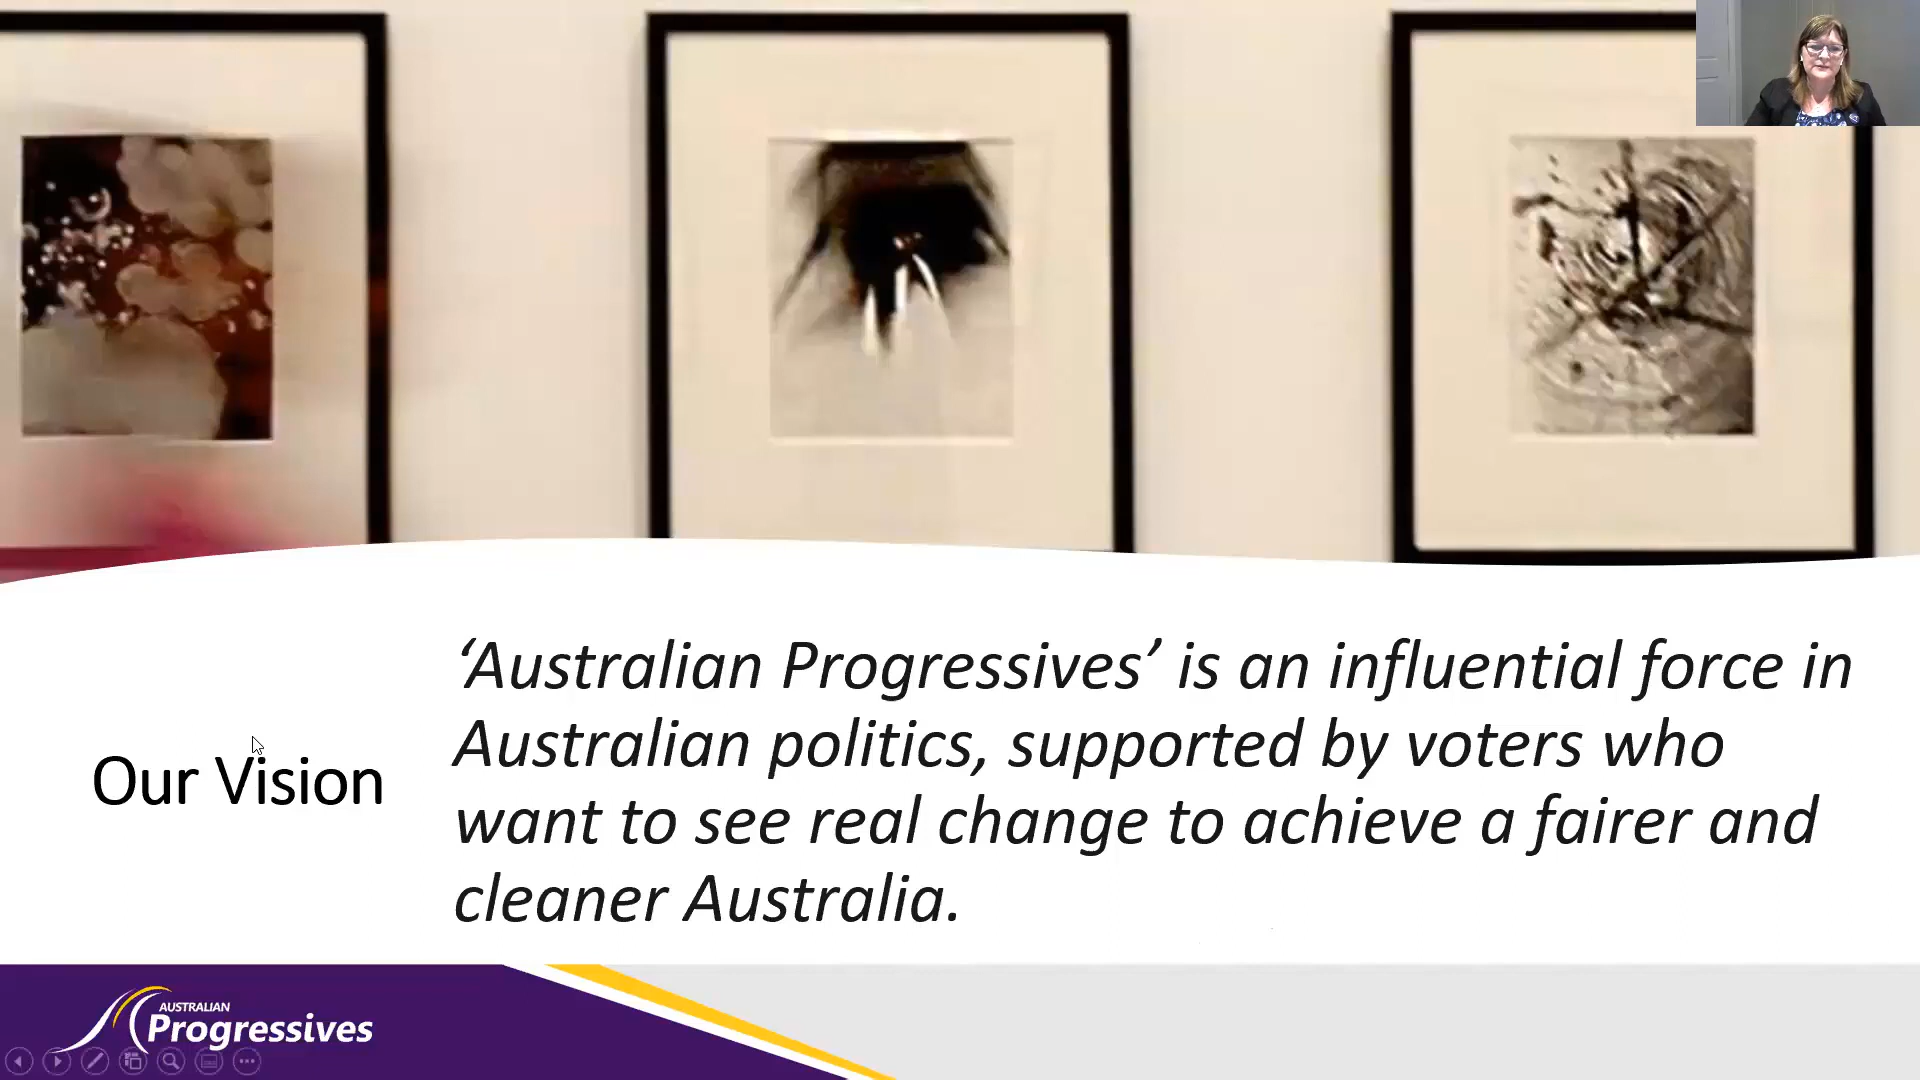 Our Vision
‘Australian Progressives’ is an influential force in
Australian politics, supported by voters who
want to see real change to achieve a fairer and
cleaner Australia.
AUSTRALIAN
Progressives